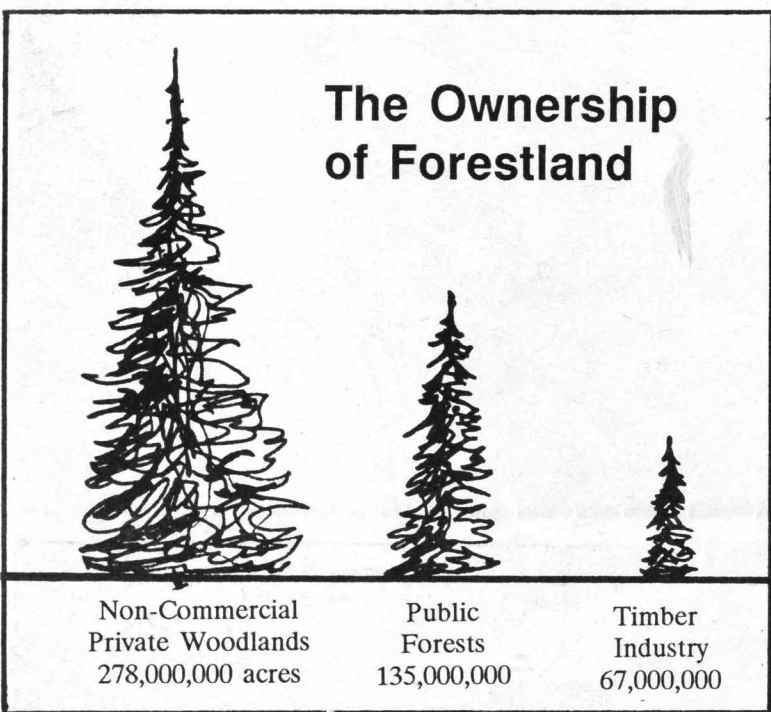 The Ownership
of Forestland
Non-Commercial
Private Woodlands
278,000,000 acres
Public
Forests
135,000,000
Timber
Industry
67,000,000